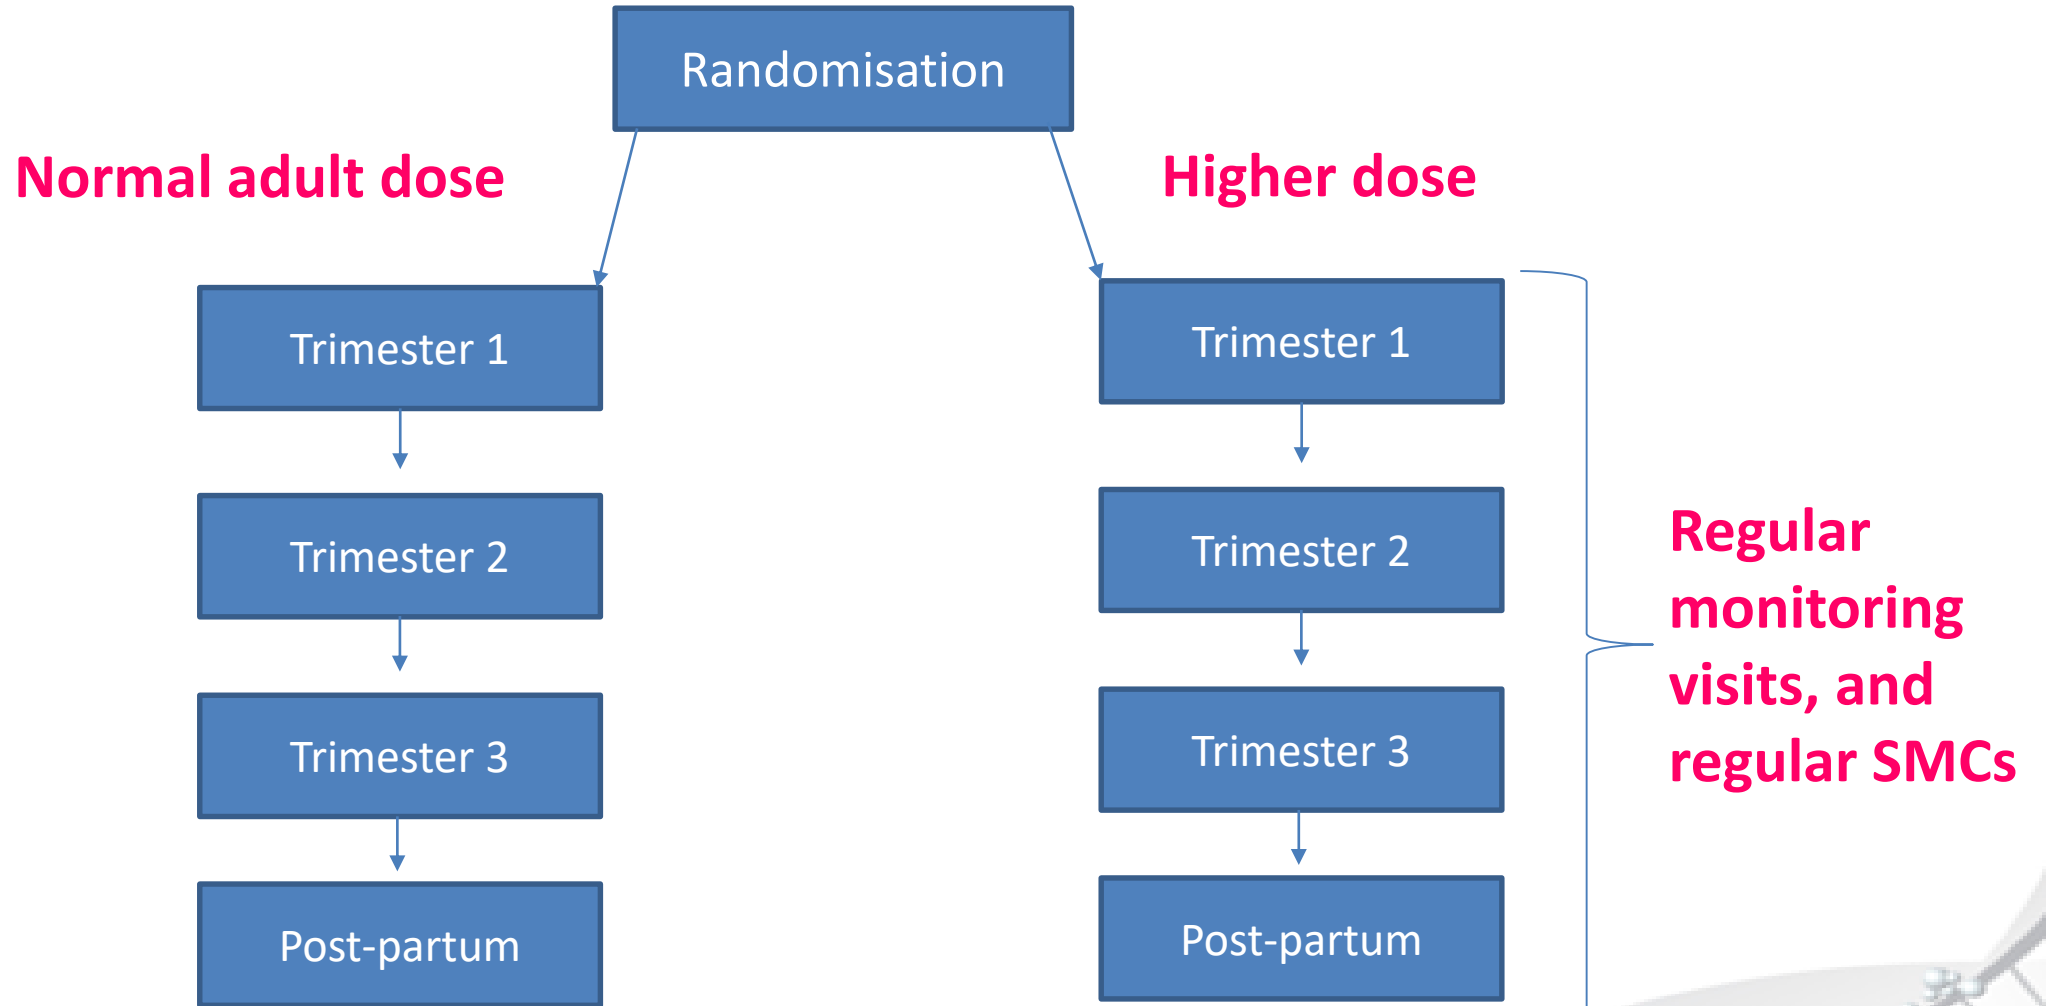 Randomisation
Normal adult dose
Higher dose
Trimester 1
Trimester 1
Trimester 2
Trimester 2
Trimester 3
Trimester 3
Post-partum
Post-partum
Regular
monitoring
visits, and
regular SMCs